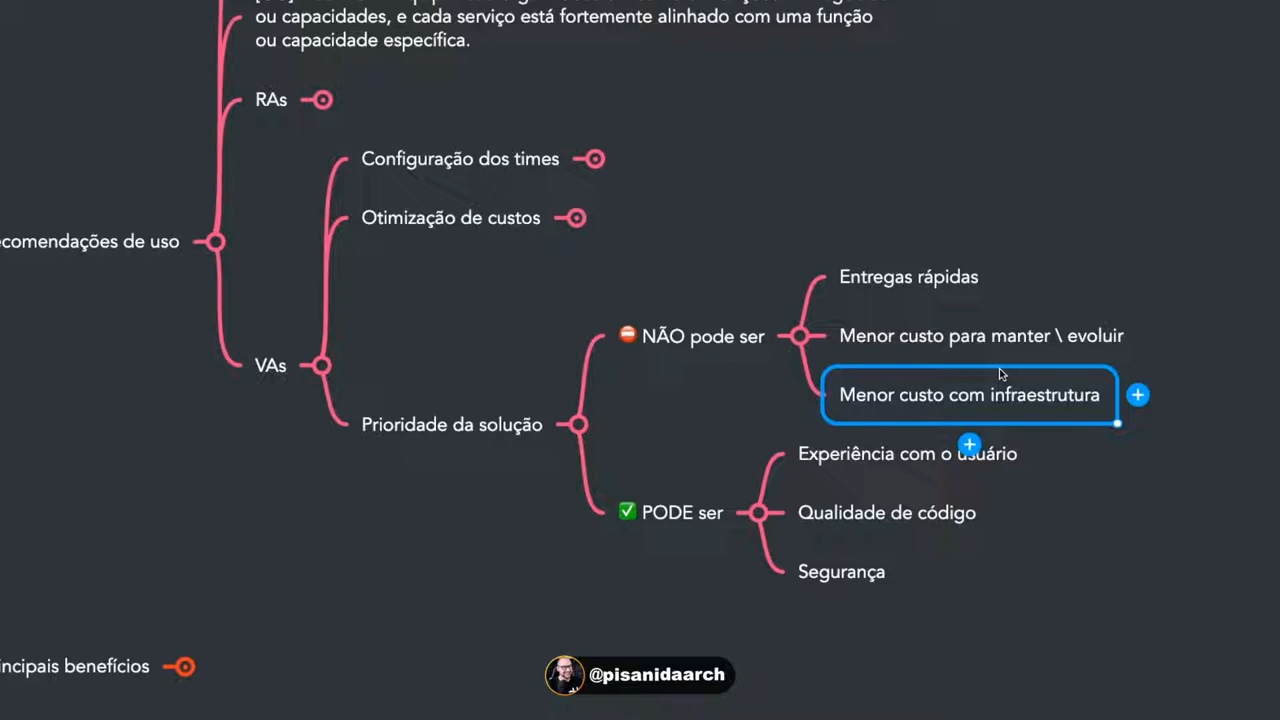 ou capacidades, e cada serviço está fortemente alinhado com uma função
ou capacidade específica.
RAs
Configuração dos times
Otimização de custos
ecomendações de uso
Entregas rápidas
⛔ NÃO pode ser
Menor custo para manter \ evoluir
VAs
Menor custo com infraestrutura
Prioridade da solução
Experiência com o usuário
✅ PODE ser
Qualidade de código
Segurança
incipais benefícios
@pisanidaarch